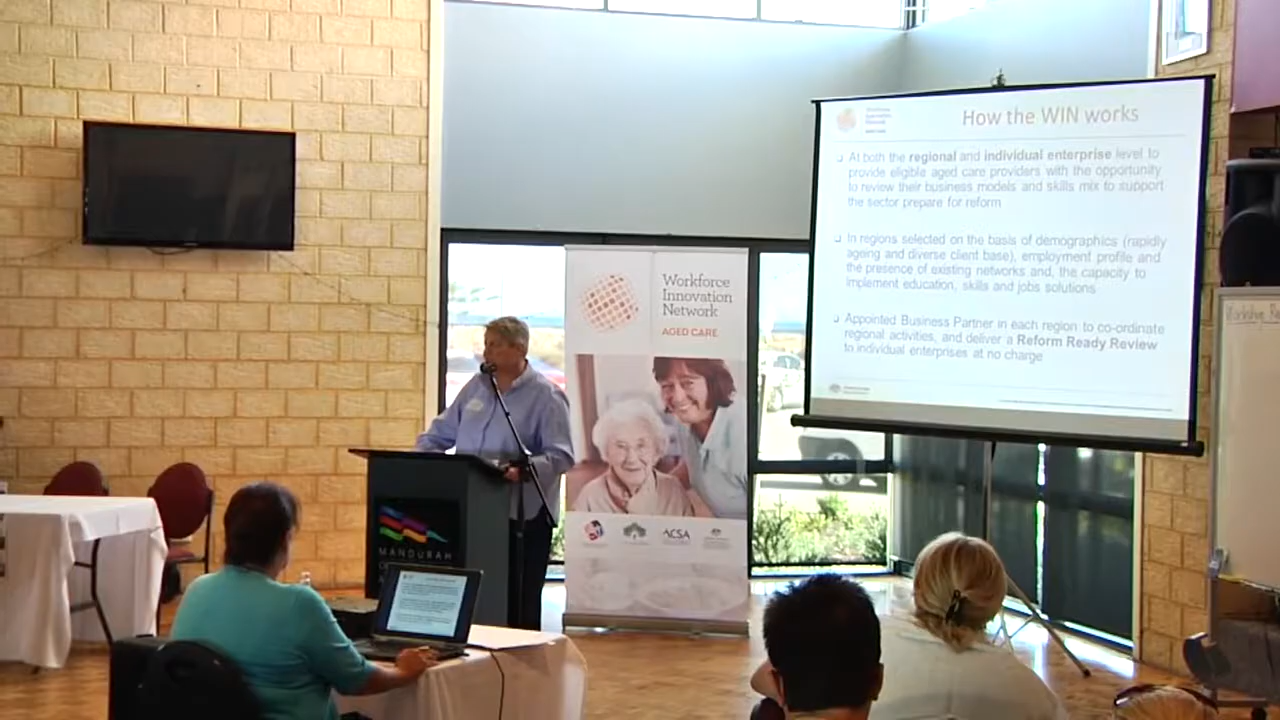 How the WIN works
At both the regional and individual enterprise level to
provide eligible aged care providers with the opportunity
to review their business models and skills mix to support
the sector prepare for reform
In regions selected on the basis of demographics (rapidly
ageing and diverse client base), employment profile and
the presence of existing networks and, the capacity to
implement education, skills and jobs solutions
Appointed Business Partner in each region to co-ordinate
regional activities, and deliver a Reform Ready Review
to individual enterprises at no charge
Workforce
Innovation
Network
AGED CARE
ACSA
MANDURAH